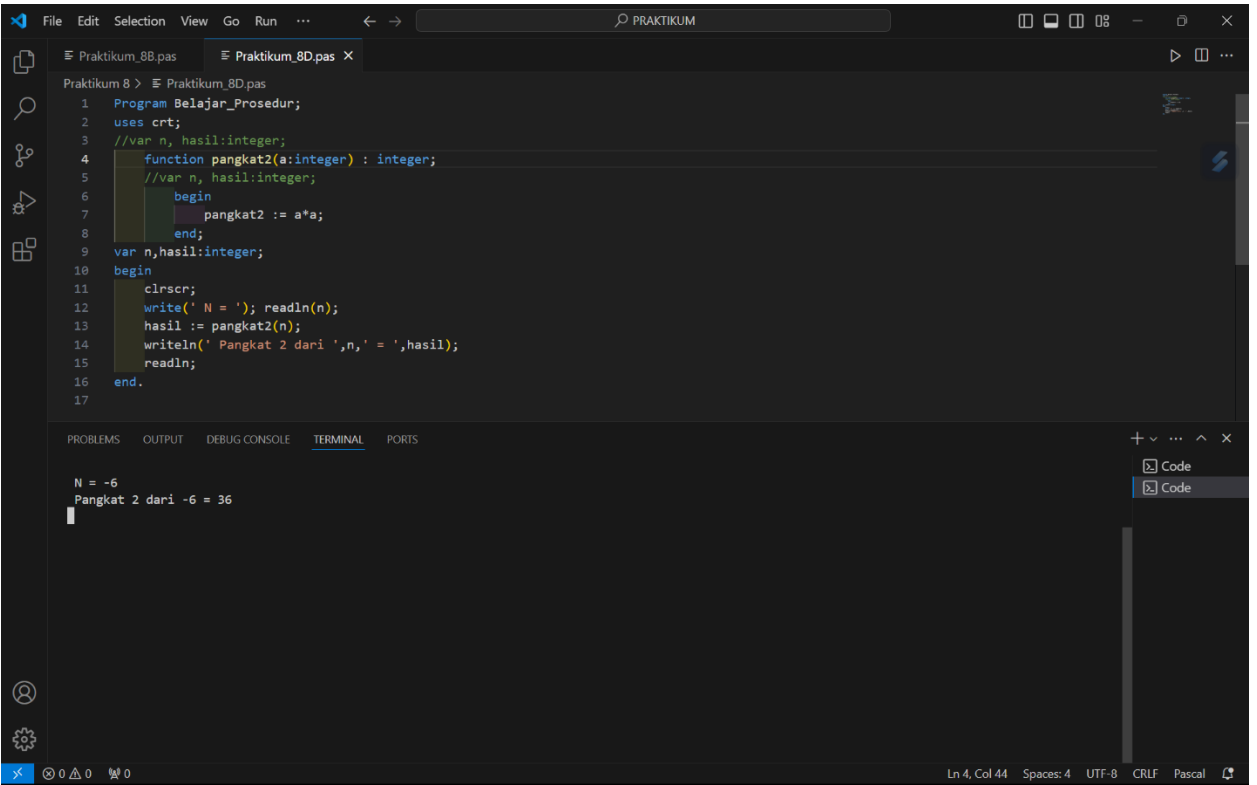 File Edit Selection View Go Run ··· ← → PRAKTIKUM
Praktikum_8B.pas Praktikum_8D.pas
Praktikum 8 > Praktikum_8D.pas
1 Program Belajar_Prosedur;
2 uses crt;
3 //var n, hasil:integer;
4 function pangkat2(a:integer) : integer;
5 //var n, hasil:integer;
6 begin
7 pangkat2 := a*a;
8 end;
9 var n,hasil:integer;
10 begin
11 clrscr;
12 write(' N = '); readln(n);
13 hasil := pangkat2(n);
14 writeln(' Pangkat 2 dari ',n,' = ',hasil);
15 readln;
16 end.
17
PROBLEMS OUTPUT DEBUG CONSOLE TERMINAL PORTS
Code
Code
N = -6
Pangkat 2 dari -6 = 36
0 0 0 Ln 4, Col 44 Spaces: 4 UTF-8 CRLF Pascal